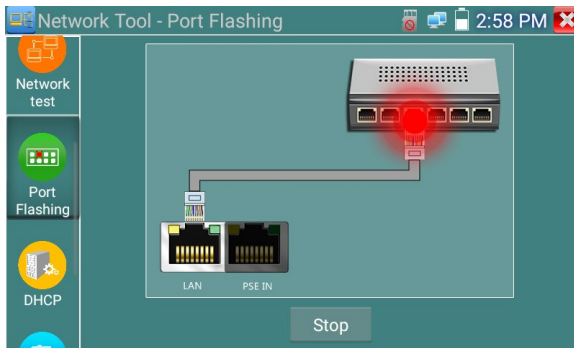 Network Tool - Port Flashing
2:58 PM
Network
test
Port
Flashing
DHCP
LAN
PSE IN
Stop